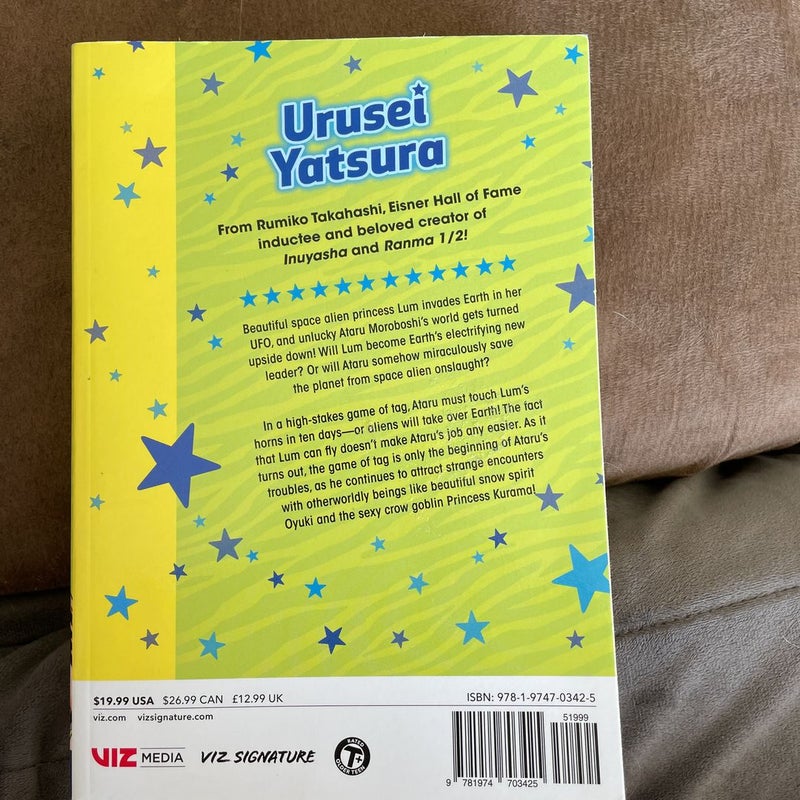 Urusei
Yatsura
From Rumiko Takahashi, Eisner Hall of Fame
inductee and beloved creator of
Inuyasha and Ranma 1/2!
Beautiful space alien princess Lum invades Earth in her
UFO, and unlucky Ataru Moroboshi's world gets turned
upside down! Will Lum become Earth's electrifying new
leader? Or will Ataru somehow miraculously save
the planet from space alien onslaught?
In a high-stakes game of tag, Ataru must touch Lum's
horns in ten days—or aliens will take over Earth! The fact
that Lum can fly doesn't make Ataru's job any easier. As it
turns out, the game of tag is only the beginning of Ataru's
troubles, as he continues to attract strange encounters
with otherworldly beings like beautiful snow spirit
Oyuki and the sexy crow goblin Princess Kurama!
$19.99 USA $26.99 CAN £12.99 UK
viz.com vizsignature.com
VIZ MEDIA VIZ SIGNATURE
RATED
T+
OLDER TEEN
ISBN: 978-1-9747-0342-5
51999
9 781974 703425